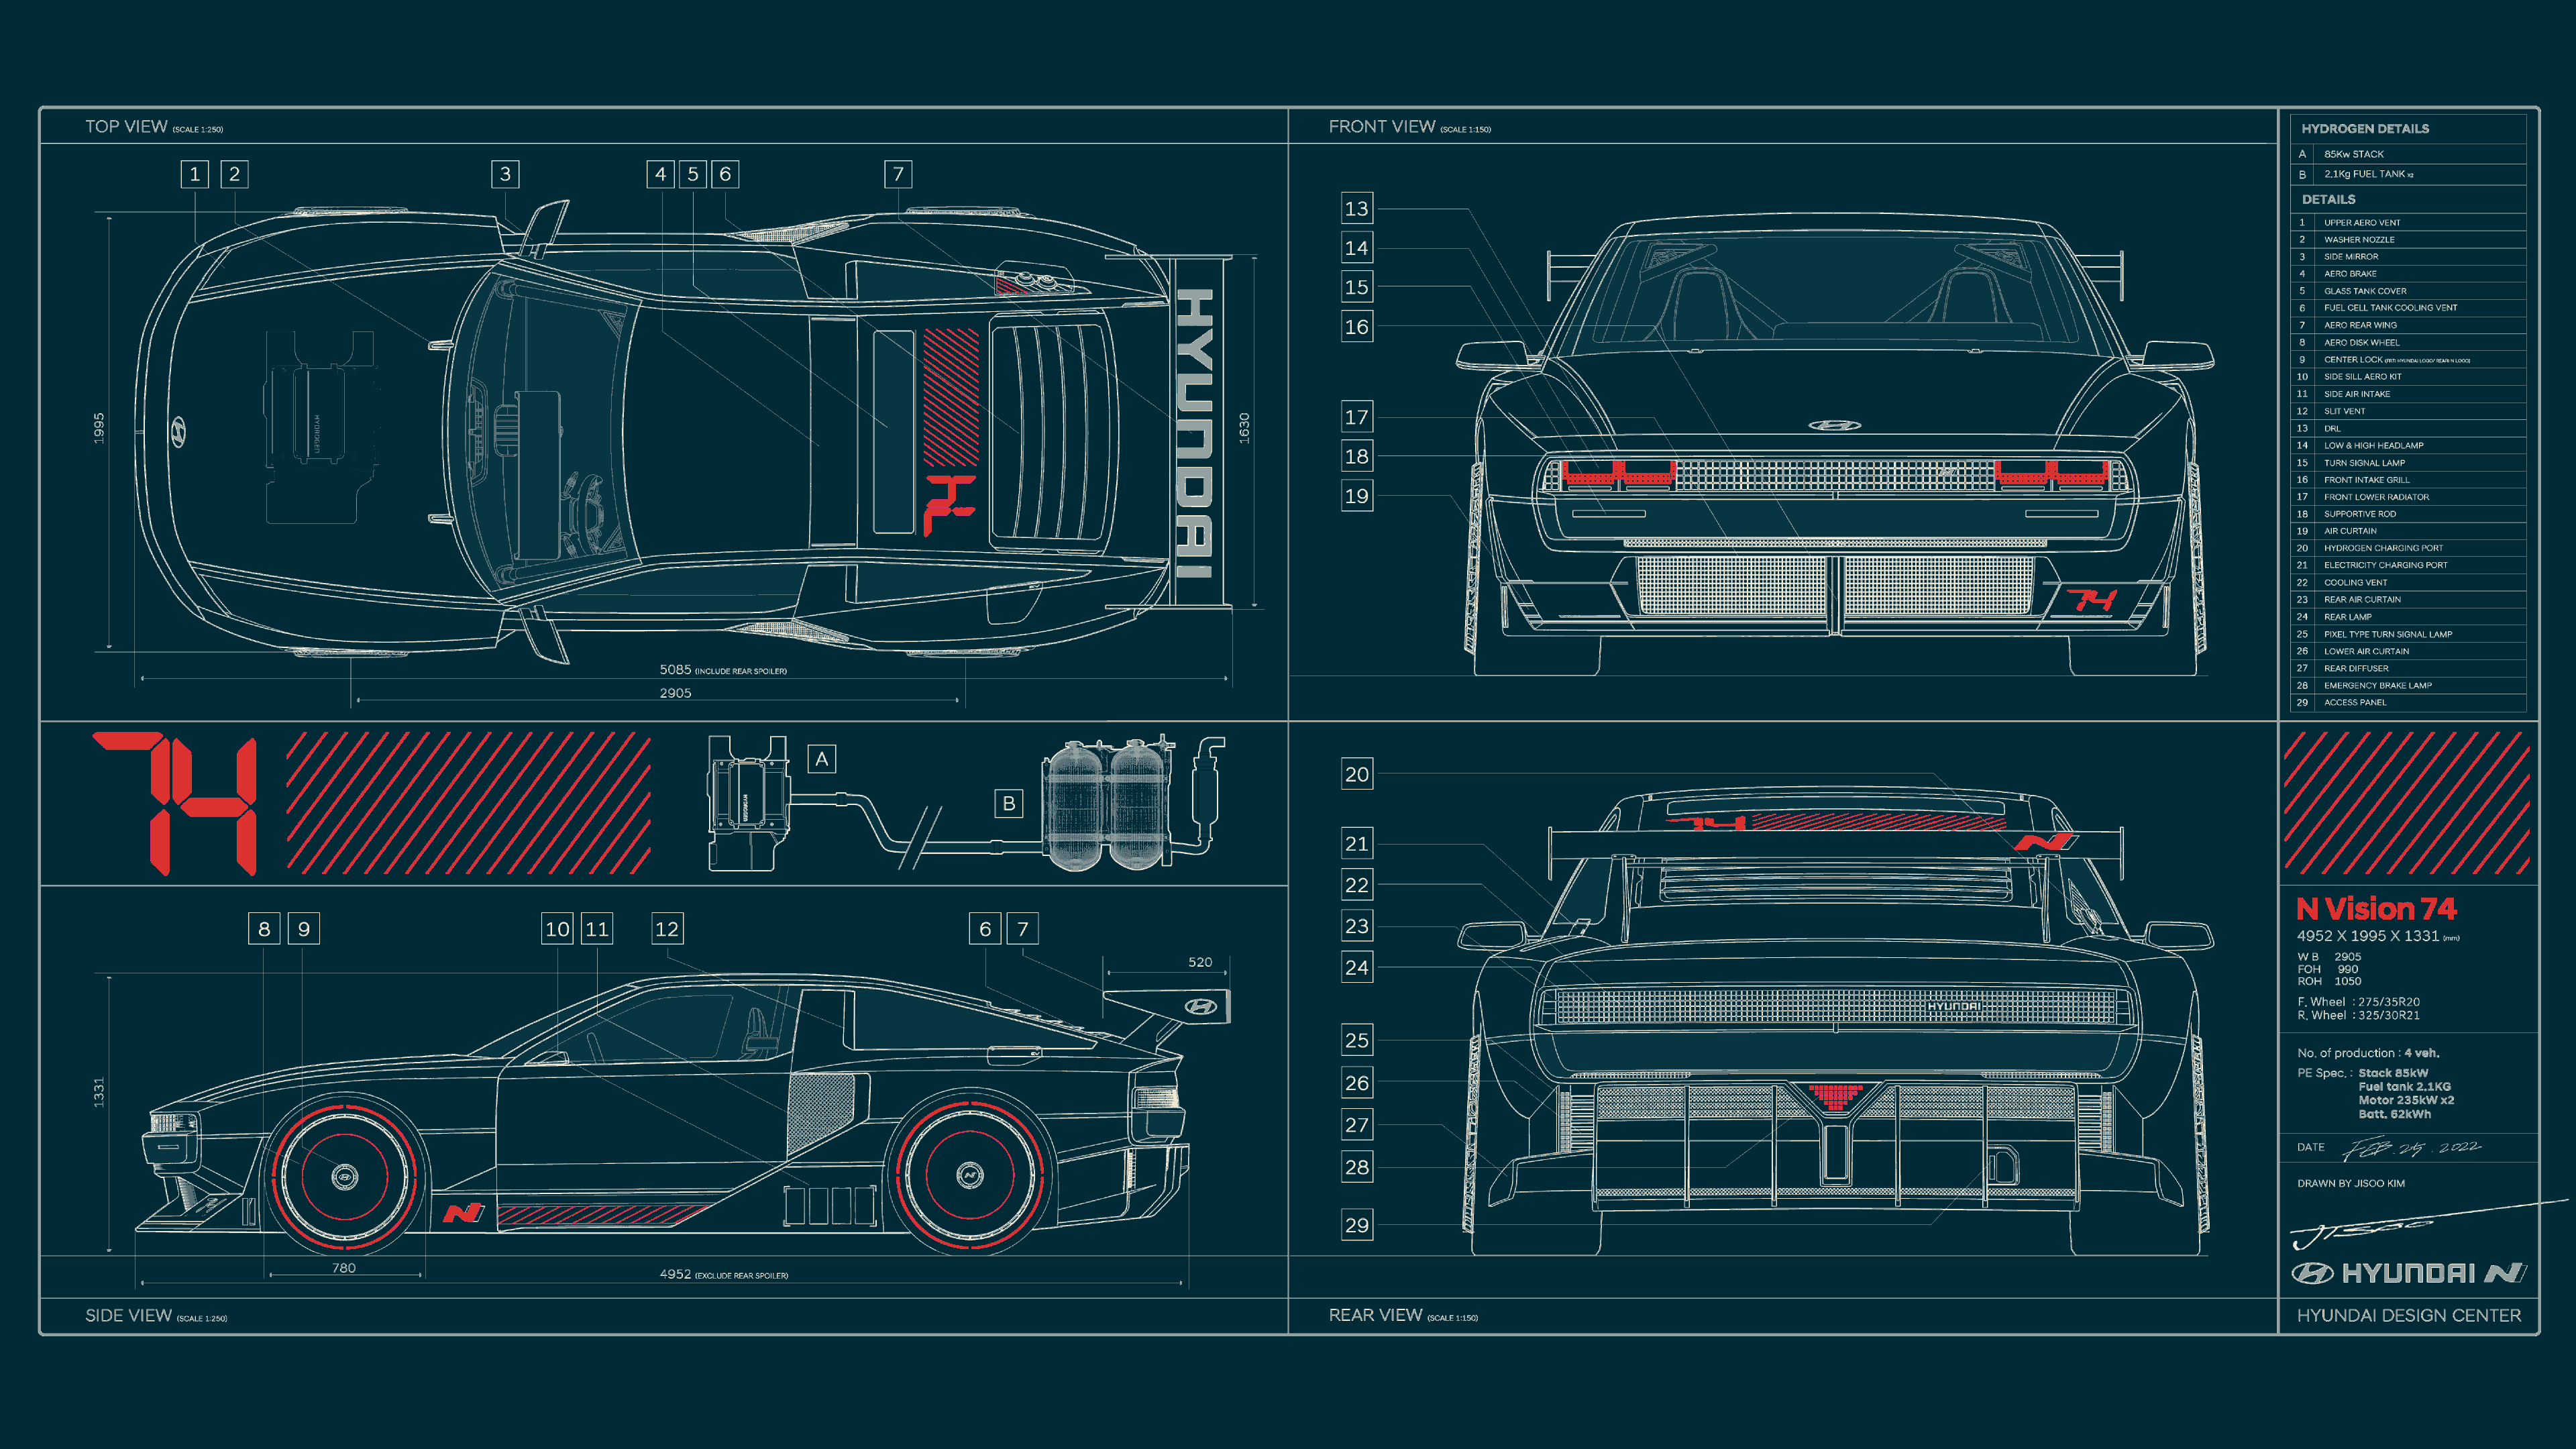 TOP VIEW (SCALE 1:250)
1 2 3 4 5 6 7
1995
HYDROGEN
74
HYUNDAI
1630
5085 (INCLUDE REAR SPOILER)
2905
74
A
B
HYDROGEN
8 9 10 11 12 6 7
520
1331
N
780
4952 (EXCLUDE REAR SPOILER)
SIDE VIEW (SCALE 1:250)
FRONT VIEW (SCALE 1:150)
13
14
15
16
17
18
19
74
20
21
22
23
24
25
26
27
28
29
74
N
HYUNDAI
REAR VIEW (SCALE 1:150)
HYDROGEN DETAILS
A 85Kw STACK
B 2.1Kg FUEL TANK x2
DETAILS
1 UPPER AERO VENT
2 WASHER NOZZLE
3 SIDE MIRROR
4 AERO BRAKE
5 GLASS TANK COVER
6 FUEL CELL TANK COOLING VENT
7 AERO REAR WING
8 AERO DISK WHEEL
9 CENTER LOCK
10 SIDE SILL AERO KIT
11 SIDE AIR INTAKE
12 SLIT VENT
13 DRL
14 LOW & HIGH HEADLAMP
15 TURN SIGNAL LAMP
16 FRONT INTAKE GRILL
17 FRONT LOWER RADIATOR
18 SUPPORTIVE ROD
19 AIR CURTAIN
20 HYDROGEN CHARGING PORT
21 ELECTRICITY CHARGING PORT
22 COOLING VENT
23 REAR AIR CURTAIN
24 REAR LAMP
25 PIXEL TYPE TURN SIGNAL LAMP
26 LOWER AIR CURTAIN
27 REAR DIFFUSER
28 EMERGENCY BRAKE LAMP
29 ACCESS PANEL
N Vision 74
4952 X 1995 X 1331 (mm)
W B 2905
FOH 990
ROH 1050
F. Wheel : 275/35R20
R. Wheel : 325/30R21
No. of production : 4 veh.
PE Spec. : Stack 85kW
Fuel tank 2.1KG
Motor 235kW x2
Batt. 62kWh
DATE FEB. 25. 2022
DRAWN BY JISOO KIM
JISOO
HYUNDAI N
HYUNDAI DESIGN CENTER